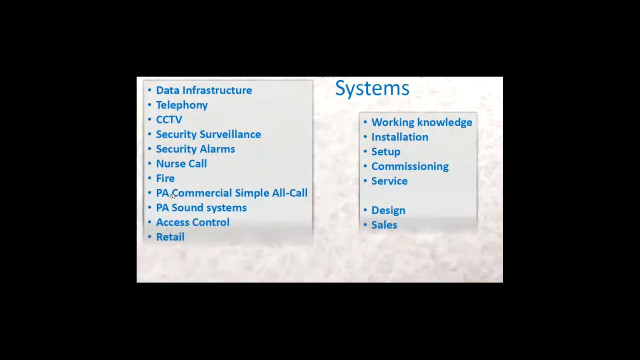 Systems
• Data Infrastructure
• Telephony
• CCTV
• Security Surveillance
• Security Alarms
• Nurse Call
• Fire
• PA Commercial Simple All-Call
• PA Sound systems
• Access Control
• Retail
• Working knowledge
• Installation
• Setup
• Commissioning
• Service
• Design
• Sales